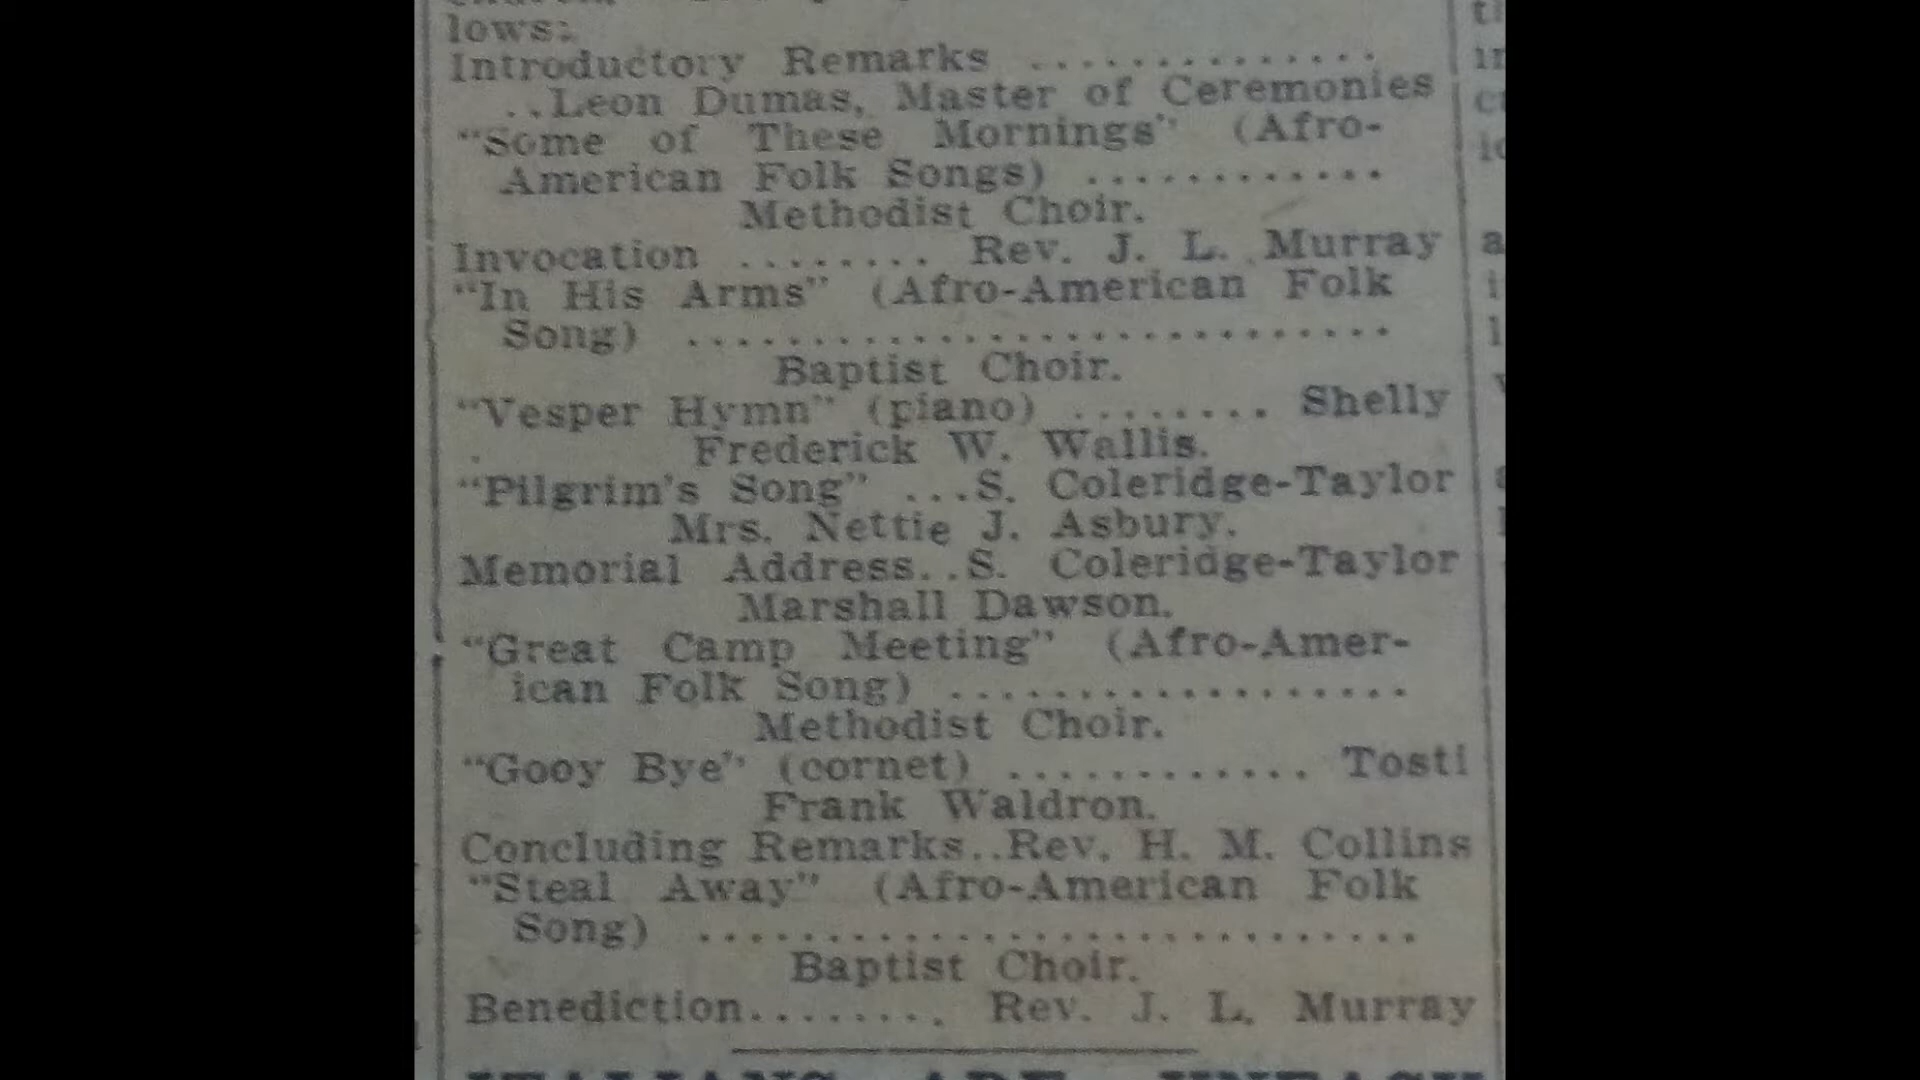 lows:
Introductory Remarks ..............
..Leon Dumas, Master of Ceremonies
"Some of These Mornings" (Afro-
American Folk Songs) ............
Methodist Choir.
Invocation ........ Rev. J. L. Murray
"In His Arms" (Afro-American Folk
Song) ..............................
Baptist Choir.
"Vesper Hymn" (piano) ........ Shelly
Frederick W. Wallis.
"Pilgrim's Song" ...S. Coleridge-Taylor
Mrs. Nettie J. Asbury.
Memorial Address..S. Coleridge-Taylor
Marshall Dawson.
"Great Camp Meeting" (Afro-Amer-
ican Folk Song) ..................
Methodist Choir.
"Gooy Bye" (cornet) ............ Tosti
Frank Waldron.
Concluding Remarks..Rev. H. M. Collins
"Steal Away" (Afro-American Folk
Song) ..............................
Baptist Choir.
Benediction........ Rev. J. L. Murray